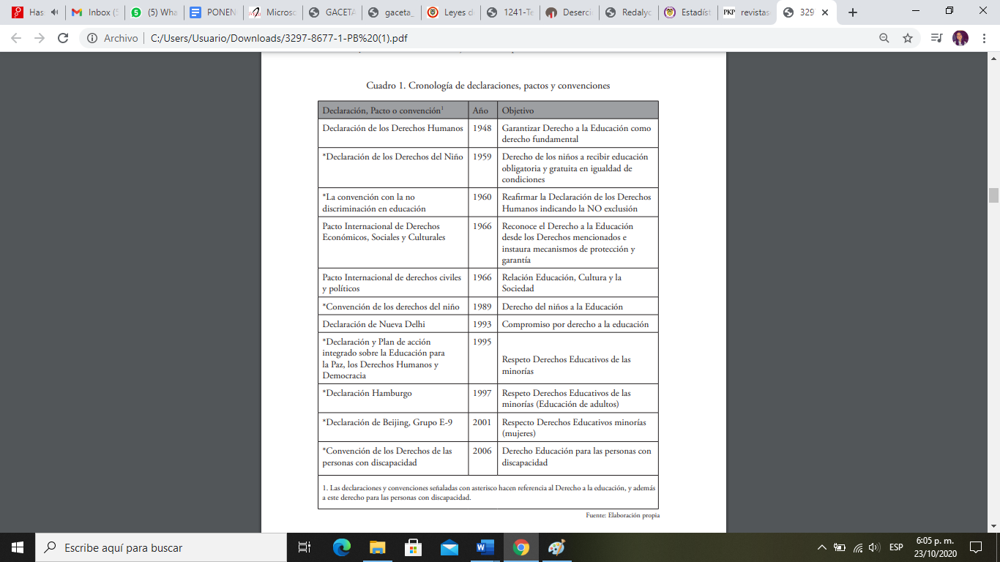 Has
Inbox (5
(5) Wha
PONEN
Microsc
GACETA
gaceta_
Leyes d
1241-Te
Deserci
Redalyc
Estadíst
PKP revistas
329
Archivo
C:/Users/Usuario/Downloads/3297-8677-1-PB%20(1).pdf
Cuadro 1. Cronología de declaraciones, pactos y convenciones
Declaración, Pacto o convención1 Año Objetivo
Declaración de los Derechos Humanos 1948 Garantizar Derecho a la Educación como
derecho fundamental
*Declaración de los Derechos del Niño 1959 Derecho de los niños a recibir educación
obligatoria y gratuita en igualdad de
condiciones
*La convención con la no 1960 Reafirmar la Declaración de los Derechos
discriminación en educación Humanos indicando la NO exclusión
Pacto Internacional de Derechos 1966 Reconoce el Derecho a la Educación
Económicos, Sociales y Culturales desde los Derechos mencionados e
instaura mecanismos de protección y
garantía
Pacto Internacional de derechos civiles 1966 Relación Educación, Cultura y la
y políticos Sociedad
*Convención de los derechos del niño 1989 Derecho del niños a la Educación
Declaración de Nueva Delhi 1993 Compromiso por derecho a la educación
*Declaración y Plan de acción 1995
integrado sobre la Educación para
la Paz, los Derechos Humanos y Respeto Derechos Educativos de las
Democracia minorías
*Declaración Hamburgo 1997 Respeto Derechos Educativos de las
minorías (Educación de adultos)
*Declaración de Beijing, Grupo E-9 2001 Respecto Derechos Educativos minorías
(mujeres)
*Convención de los Derechos de las 2006 Derecho Educación para las personas con
personas con discapacidad discapacidad
1. Las declaraciones y convenciones señaladas con asterisco hacen referencia al Derecho a la educación, y además
a este derecho para las personas con discapacidad.
Fuente: Elaboración propia
Escribe aquí para buscar
ESP
6:05 p. m.
23/10/2020